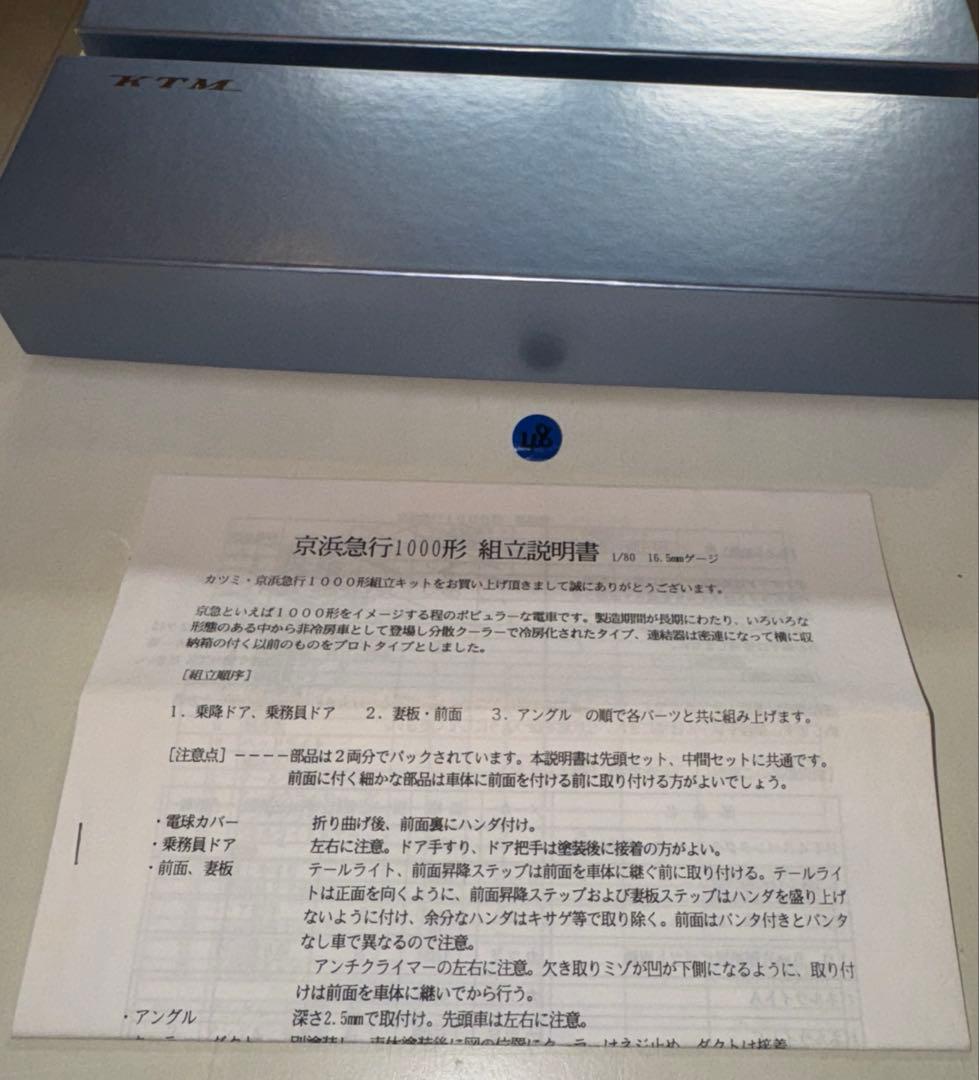 KTM
48
京浜急行1000形 組立説明書 1/80 16.5mmゲージ
カツミ・京浜急行１０００形組立キットをお買い上げ頂きまして誠にありがとうございます。
京急といえば１０００形をイメージする程のポピュラーな電車です。製造期間が長期にわたり、いろいろな
形態のある中から非冷房車として登場し分散クーラーで冷房化されたタイプ、連結器は密連になって横に収
納箱の付く以前のものをプロトタイプとしました。
［組立順序］
１．乗降ドア、乗務員ドア ２．妻板・前面 ３．アングル の順で各パーツと共に組み上げます。
［注意点］－－－－部品は２両分でパックされています。本説明書は先頭セット、中間セットに共通です。
前面に付く細かな部品は車体に前面を付ける前に取り付ける方がよいでしょう。
・電球カバー 折り曲げ後、前面裏にハンダ付け。
・乗務員ドア 左右に注意。ドア手すり、ドア把手は塗装後に接着の方がよい。
・前面、妻板 テールライト、前面昇降ステップは前面を車体に継ぐ前に取り付ける。テールライ
トは正面を向くように、前面昇降ステップおよび妻板ステップはハンダを盛り上げ
ないように付け、余分なハンダはキサゲ等で取り除く。前面はパンタ付きとパンタ
なし車で異なるので注意。
アンチクライマーの左右に注意。欠き取りミゾが凹が下側になるように、取り付
けは前面を車体に継いでから行う。
・アングル 深さ2.5mmで取付け。先頭車は左右に注意。